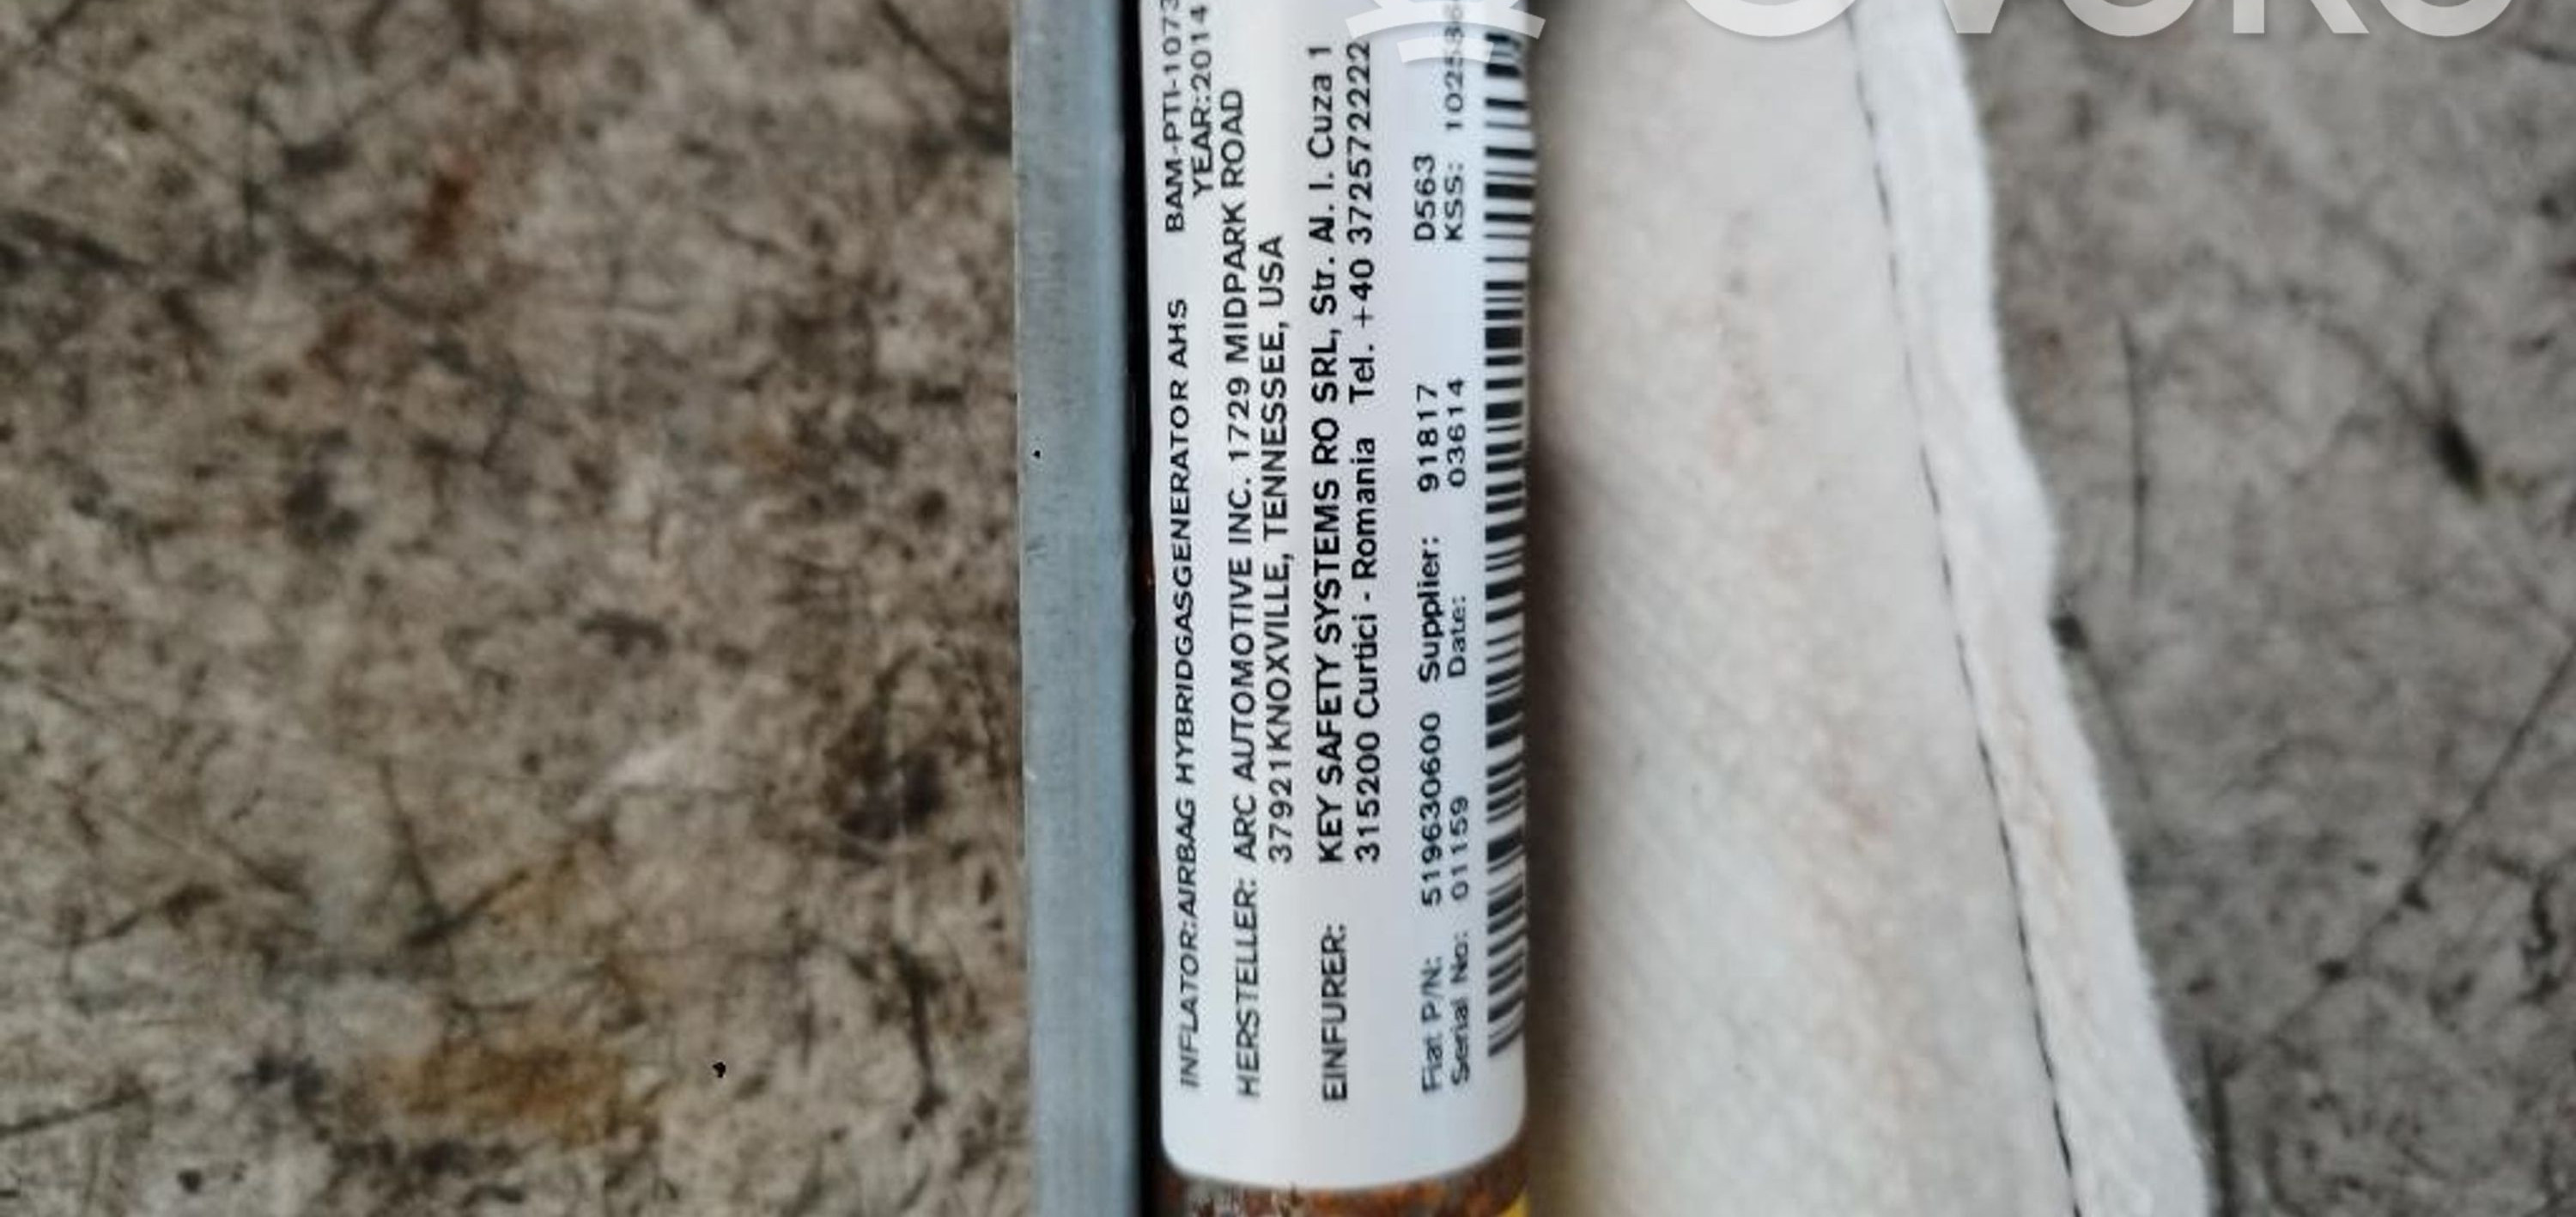 INFLATOR:AIRBAG HYBRIDGASGENERATOR AHS BAM-PT1-1073
YEAR:2014
HERSTELLER: ARC AUTOMOTIVE INC. 1729 MIDPARK ROAD
37921KNOXVILLE, TENNESSEE, USA
EINFURER: KEY SAFETY SYSTEMS RO SRL, Str. Al. I. Cuza 1
315200 Curtici - Romania Tel. +40 372572222
Fiat P/N: 519630600 Supplier: 91817 D563
Serial No: 01159 Date: 03614 KSS: